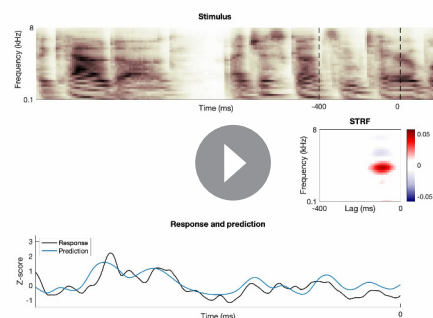 Stimulus
8
Frequency (kHz)
0.1
-400
0
Time (ms)
STRF
8
Frequency (kHz)
0.1
-400
Lag (ms)
0
0.05
0
-0.05
Response and prediction
3
2
1
0
-1
Z-score
Response
Prediction
0
Time (ms)